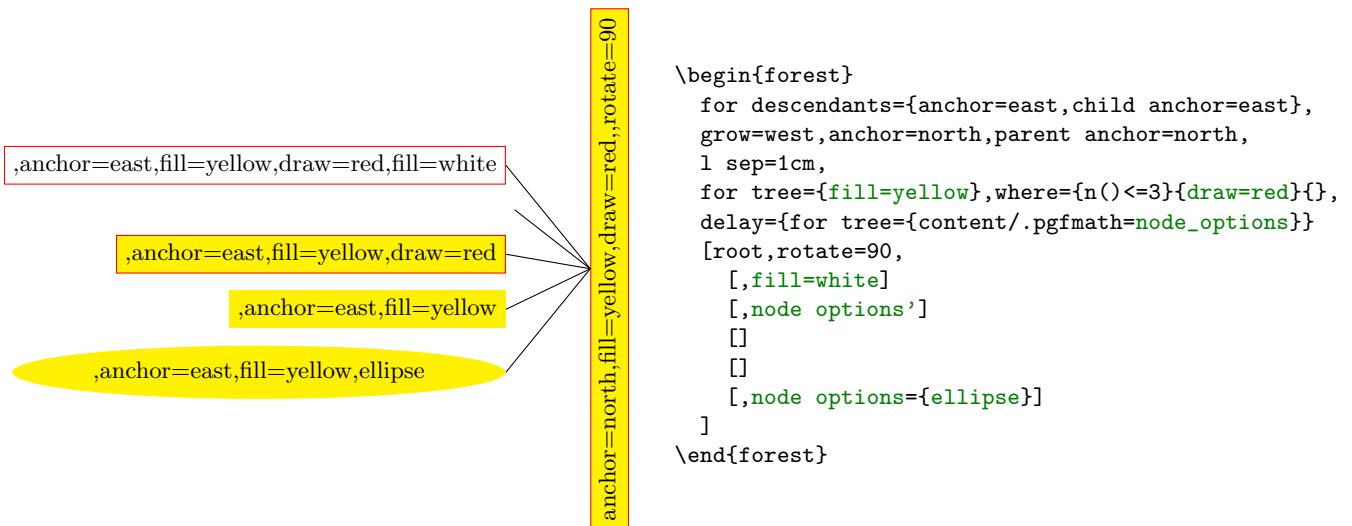 anchor=north,fill=yellow,draw=red,,rotate=90
,anchor=east,fill=yellow,draw=red,fill=white
,anchor=east,fill=yellow,draw=red
,anchor=east,fill=yellow
,anchor=east,fill=yellow,ellipse
\begin{forest}
  for descendants={anchor=east,child anchor=east},
  grow=west,anchor=north,parent anchor=north,
  l sep=1cm,
  for tree={fill=yellow},where={n()<=3}{draw=red}{},
  delay={for tree={content/.pgfmath=node_options}}
  [root,rotate=90,
    [,fill=white]
    [,node options']
    []
    []
    [,node options={ellipse}]
  ]
\end{forest}